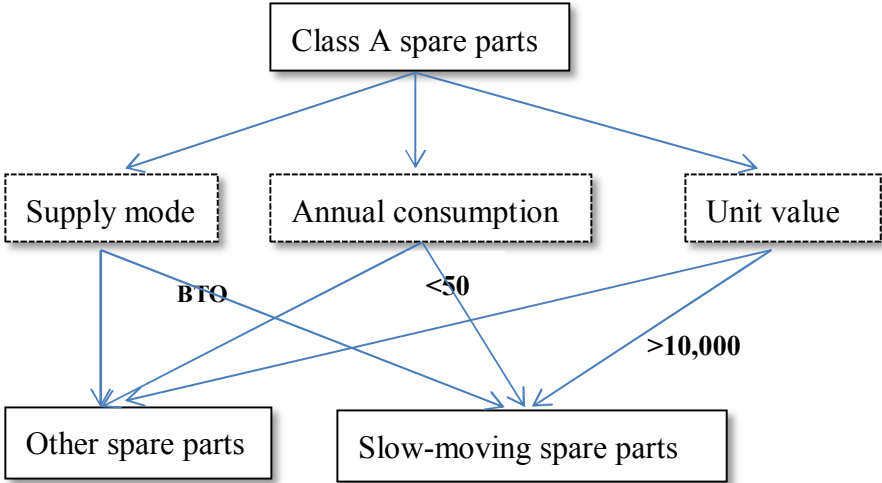 Class A spare parts
Supply mode
Annual consumption
Unit value
BTO
<50
>10,000
Other spare parts
Slow-moving spare parts